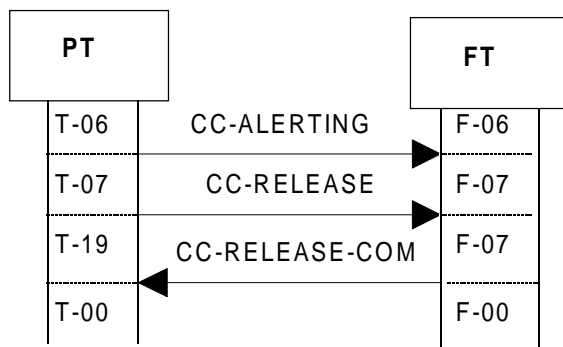 PT
FT
T-06 CC-ALERTING F-06
T-07 CC-RELEASE F-07
T-19 CC-RELEASE-COM F-07
T-00 F-00